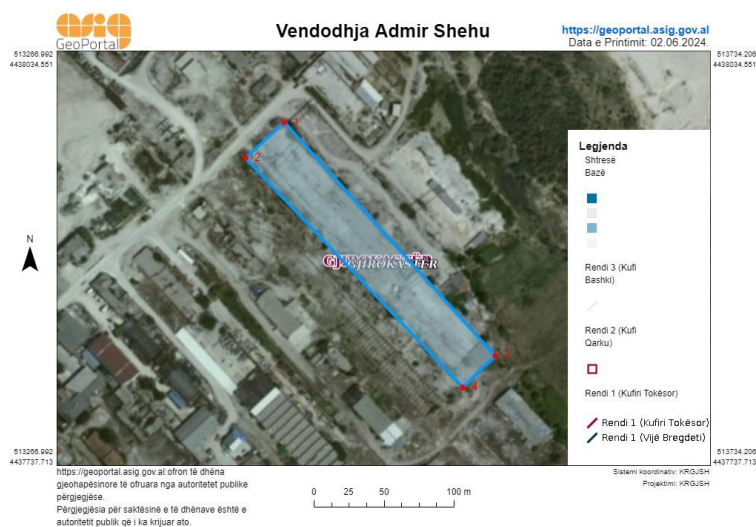 GeoPortal
Vendodhja Admir Shehu
https://geoportal.asig.gov.al
Data e Printimit: 02.06.2024.
513266.992
4438034.551
513734.206
4438034.551
1
2
GJIROKASTËR
GJIROKASTER
3
4
N
Legjenda
Shtresë
Bazë
Rendi 3 (Kufi
Bashki)
Rendi 2 (Kufi
Qarku)
Rendi 1 (Kufiri Tokësor)
Rendi 1 (Kufiri Tokësor)
Rendi 1 (Vijë Bregdeti)
513266.992
4437737.713
513734.206
4437737.713
https://geoportal.asig.gov.al:ofron të dhëna
gjeohapësinore të ofruara nga autoritetet publike
përgjegjëse.
Përgjegjësia për saktësinë e të dhënave është e
autoritetit publik që i ka krijuar ato.
0 25 50 100 m
Sistemi koordinativ: KRGJSH
Projektimi: KRGJSH